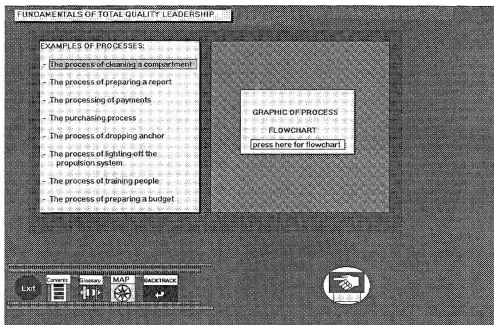 FUNDAMENTALS OF TOTAL QUALITY LEADERSHIP
EXAMPLES OF PROCESSES:
- The process of cleaning a compartment
- The process of preparing a report
- The processing of payments
- The purchasing process
- The process of dropping anchor
- The process of lighting-off the
propulsion system.
- The process of training people
- The process of preparing a budget
GRAPHIC OF PROCESS
FLOWCHART
press here for flowchart
Exit
Contents
Glossary
MAP
BACKTRACK